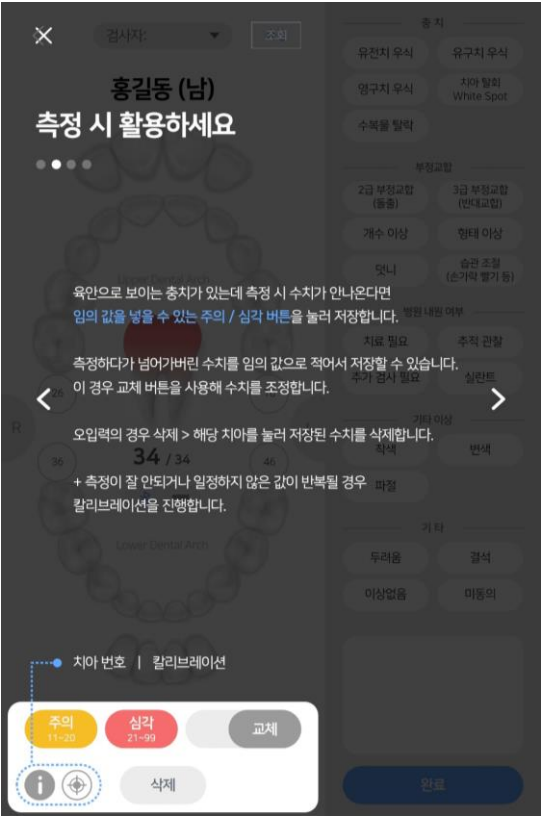 검사자:
조회
홍길동 (남)
측정 시 활용하세요
육안으로 보이는 충치가 있는데 측정 시 수치가 안나온다면
임의 값을 넣을 수 있는 주의 / 심각 버튼을 눌러 저장합니다.
측정하다가 넘어가버린 수치를 임의 값으로 적어서 저장할 수 있습니다.
이 경우 교체 버튼을 사용해 수치를 조정합니다.
오입력의 경우 삭제 > 해당 치아를 눌러 저장된 수치를 삭제합니다.
+ 측정이 잘 안되거나 일정하지 않은 값이 반복될 경우
칼리브레이션을 진행합니다.
Upper Dental Arch
R
26
36
34 / 34
46
Lower Dental Arch
치아 번호 | 칼리브레이션
주의
11~20
심각
21~99
교체
삭제
충 치
유전치 우식
유구치 우식
영구치 우식
치아 탈회
White Spot
수복물 탈락
부정교합
2급 부정교합
(돌출)
3급 부정교합
(반대교합)
개수 이상
형태 이상
덧니
습관 조절
(손가락 빨기 등)
병원 내원 여부
치료 필요
추적 관찰
추가 검사 필요
실란트
기타 이상
착색
변색
파절
기 타
두려움
결석
이상없음
미동의
완료